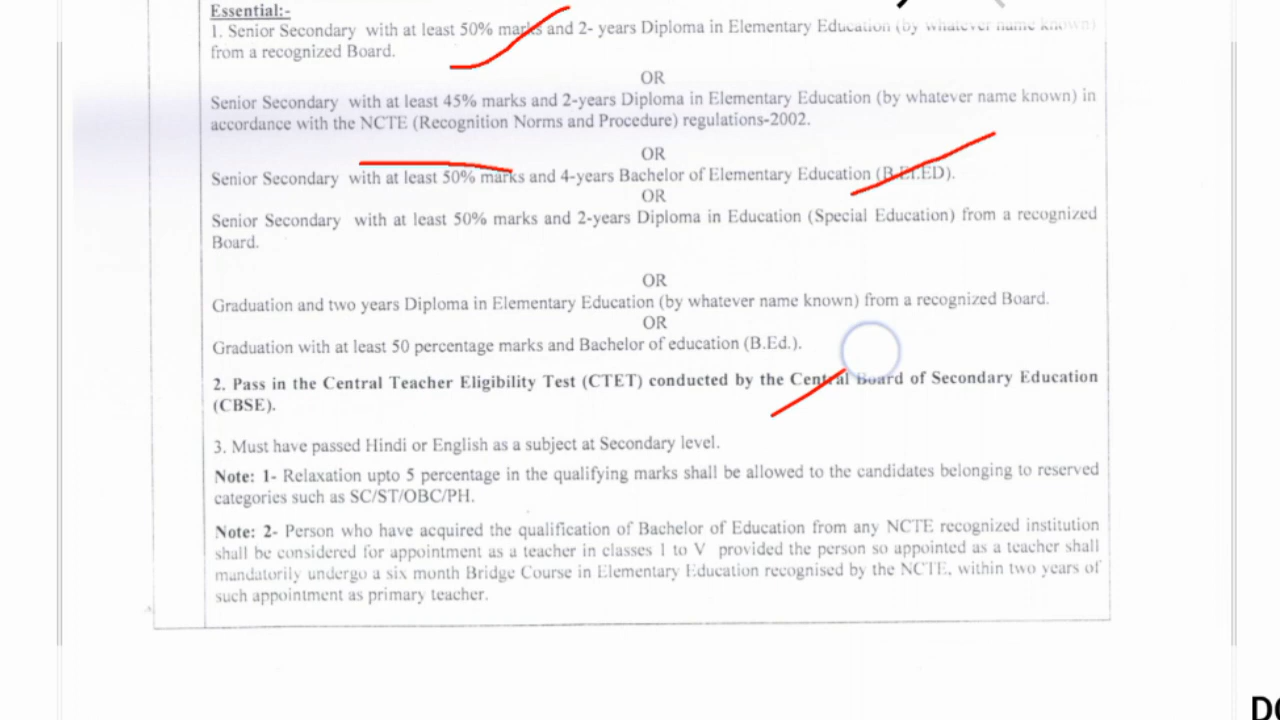 Essential:-
1. Senior Secondary with at least 50% marks and 2- years Diploma in Elementary Education (by whatever name known)
from a recognized Board.
OR
Senior Secondary with at least 45% marks and 2-years Diploma in Elementary Education (by whatever name known) in
accordance with the NCTE (Recognition Norms and Procedure) regulations-2002.
OR
Senior Secondary with at least 50% marks and 4-years Bachelor of Elementary Education (B.El.ED).
OR
Senior Secondary with at least 50% marks and 2-years Diploma in Education (Special Education) from a recognized
Board.
OR
Graduation and two years Diploma in Elementary Education (by whatever name known) from a recognized Board.
OR
Graduation with at least 50 percentage marks and Bachelor of education (B.Ed.).
2. Pass in the Central Teacher Eligibility Test (CTET) conducted by the Central Board of Secondary Education
(CBSE).
3. Must have passed Hindi or English as a subject at Secondary level.
Note: 1- Relaxation upto 5 percentage in the qualifying marks shall be allowed to the candidates belonging to reserved
categories such as SC/ST/OBC/PH.
Note: 2- Person who have acquired the qualification of Bachelor of Education from any NCTE recognized institution
shall be considered for appointment as a teacher in classes 1 to V provided the person so appointed as a teacher shall
mandatorily undergo a six month Bridge Course in Elementary Education recognised by the NCTE, within two years of
such appointment as primary teacher.